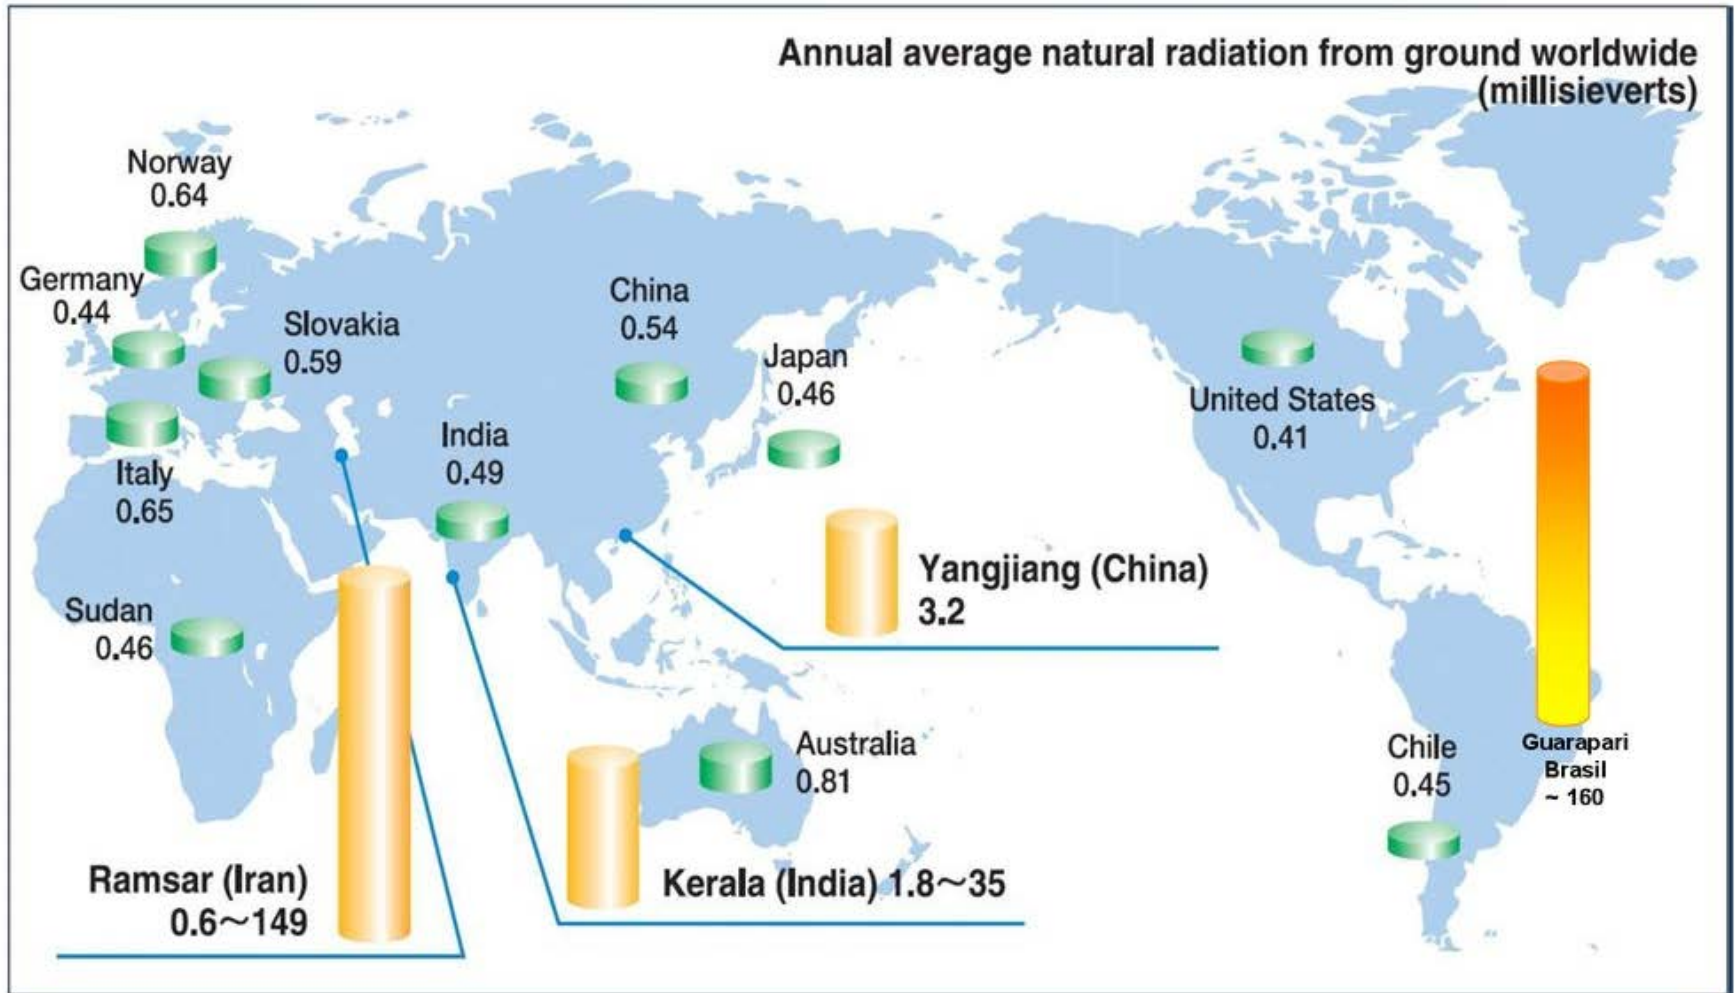 Annual average natural radiation from ground worldwide
(millisieverts)
Norway
0.64
Germany
0.44
Slovakia
0.59
Italy
0.65
Sudan
0.46
India
0.49
China
0.54
Japan
0.46
United States
0.41
Yangjiang (China)
3.2
Australia
0.81
Chile
0.45
Guarapari
Brasil
~ 160
Ramsar (Iran)
0.6～149
Kerala (India) 1.8～35